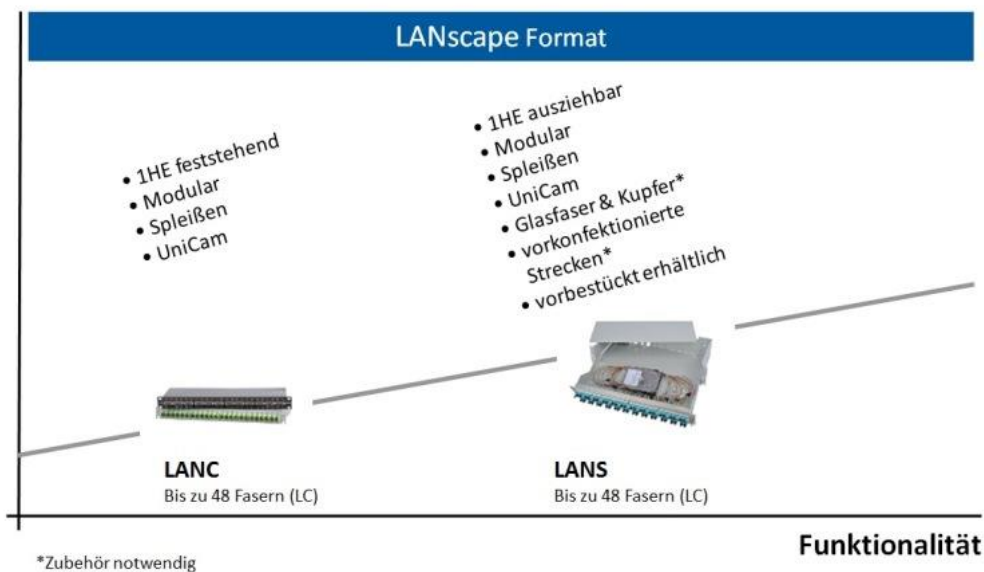 LANscape Format
• 1HE feststehend
• Modular
• Spleißen
• UniCam
• 1HE ausziehbar
• Modular
• Spleißen
• UniCam
• Glasfaser & Kupfer*
• vorkonfektionierte
Strecken*
• vorbestückt erhältlich
LANC
Bis zu 48 Fasern (LC)
LANS
Bis zu 48 Fasern (LC)
Funktionalität
*Zubehör notwendig